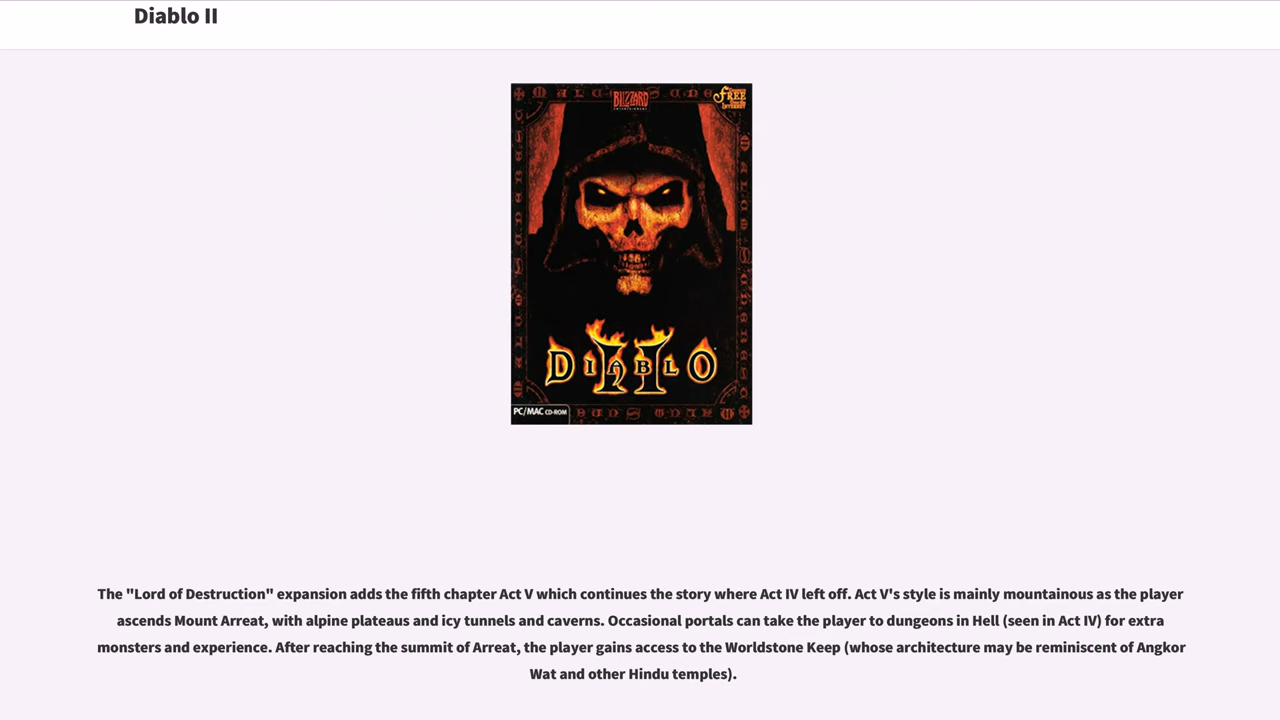 Diablo II
BLIZZARD
ENTERTAINMENT
FREE
INTERNET
DIABLO
II
PC/MAC CD-ROM
The "Lord of Destruction" expansion adds the fifth chapter Act V which continues the story where Act IV left off. Act V's style is mainly mountainous as the player
ascends Mount Arreat, with alpine plateaus and icy tunnels and caverns. Occasional portals can take the player to dungeons in Hell (seen in Act IV) for extra
monsters and experience. After reaching the summit of Arreat, the player gains access to the Worldstone Keep (whose architecture may be reminiscent of Angkor
Wat and other Hindu temples).